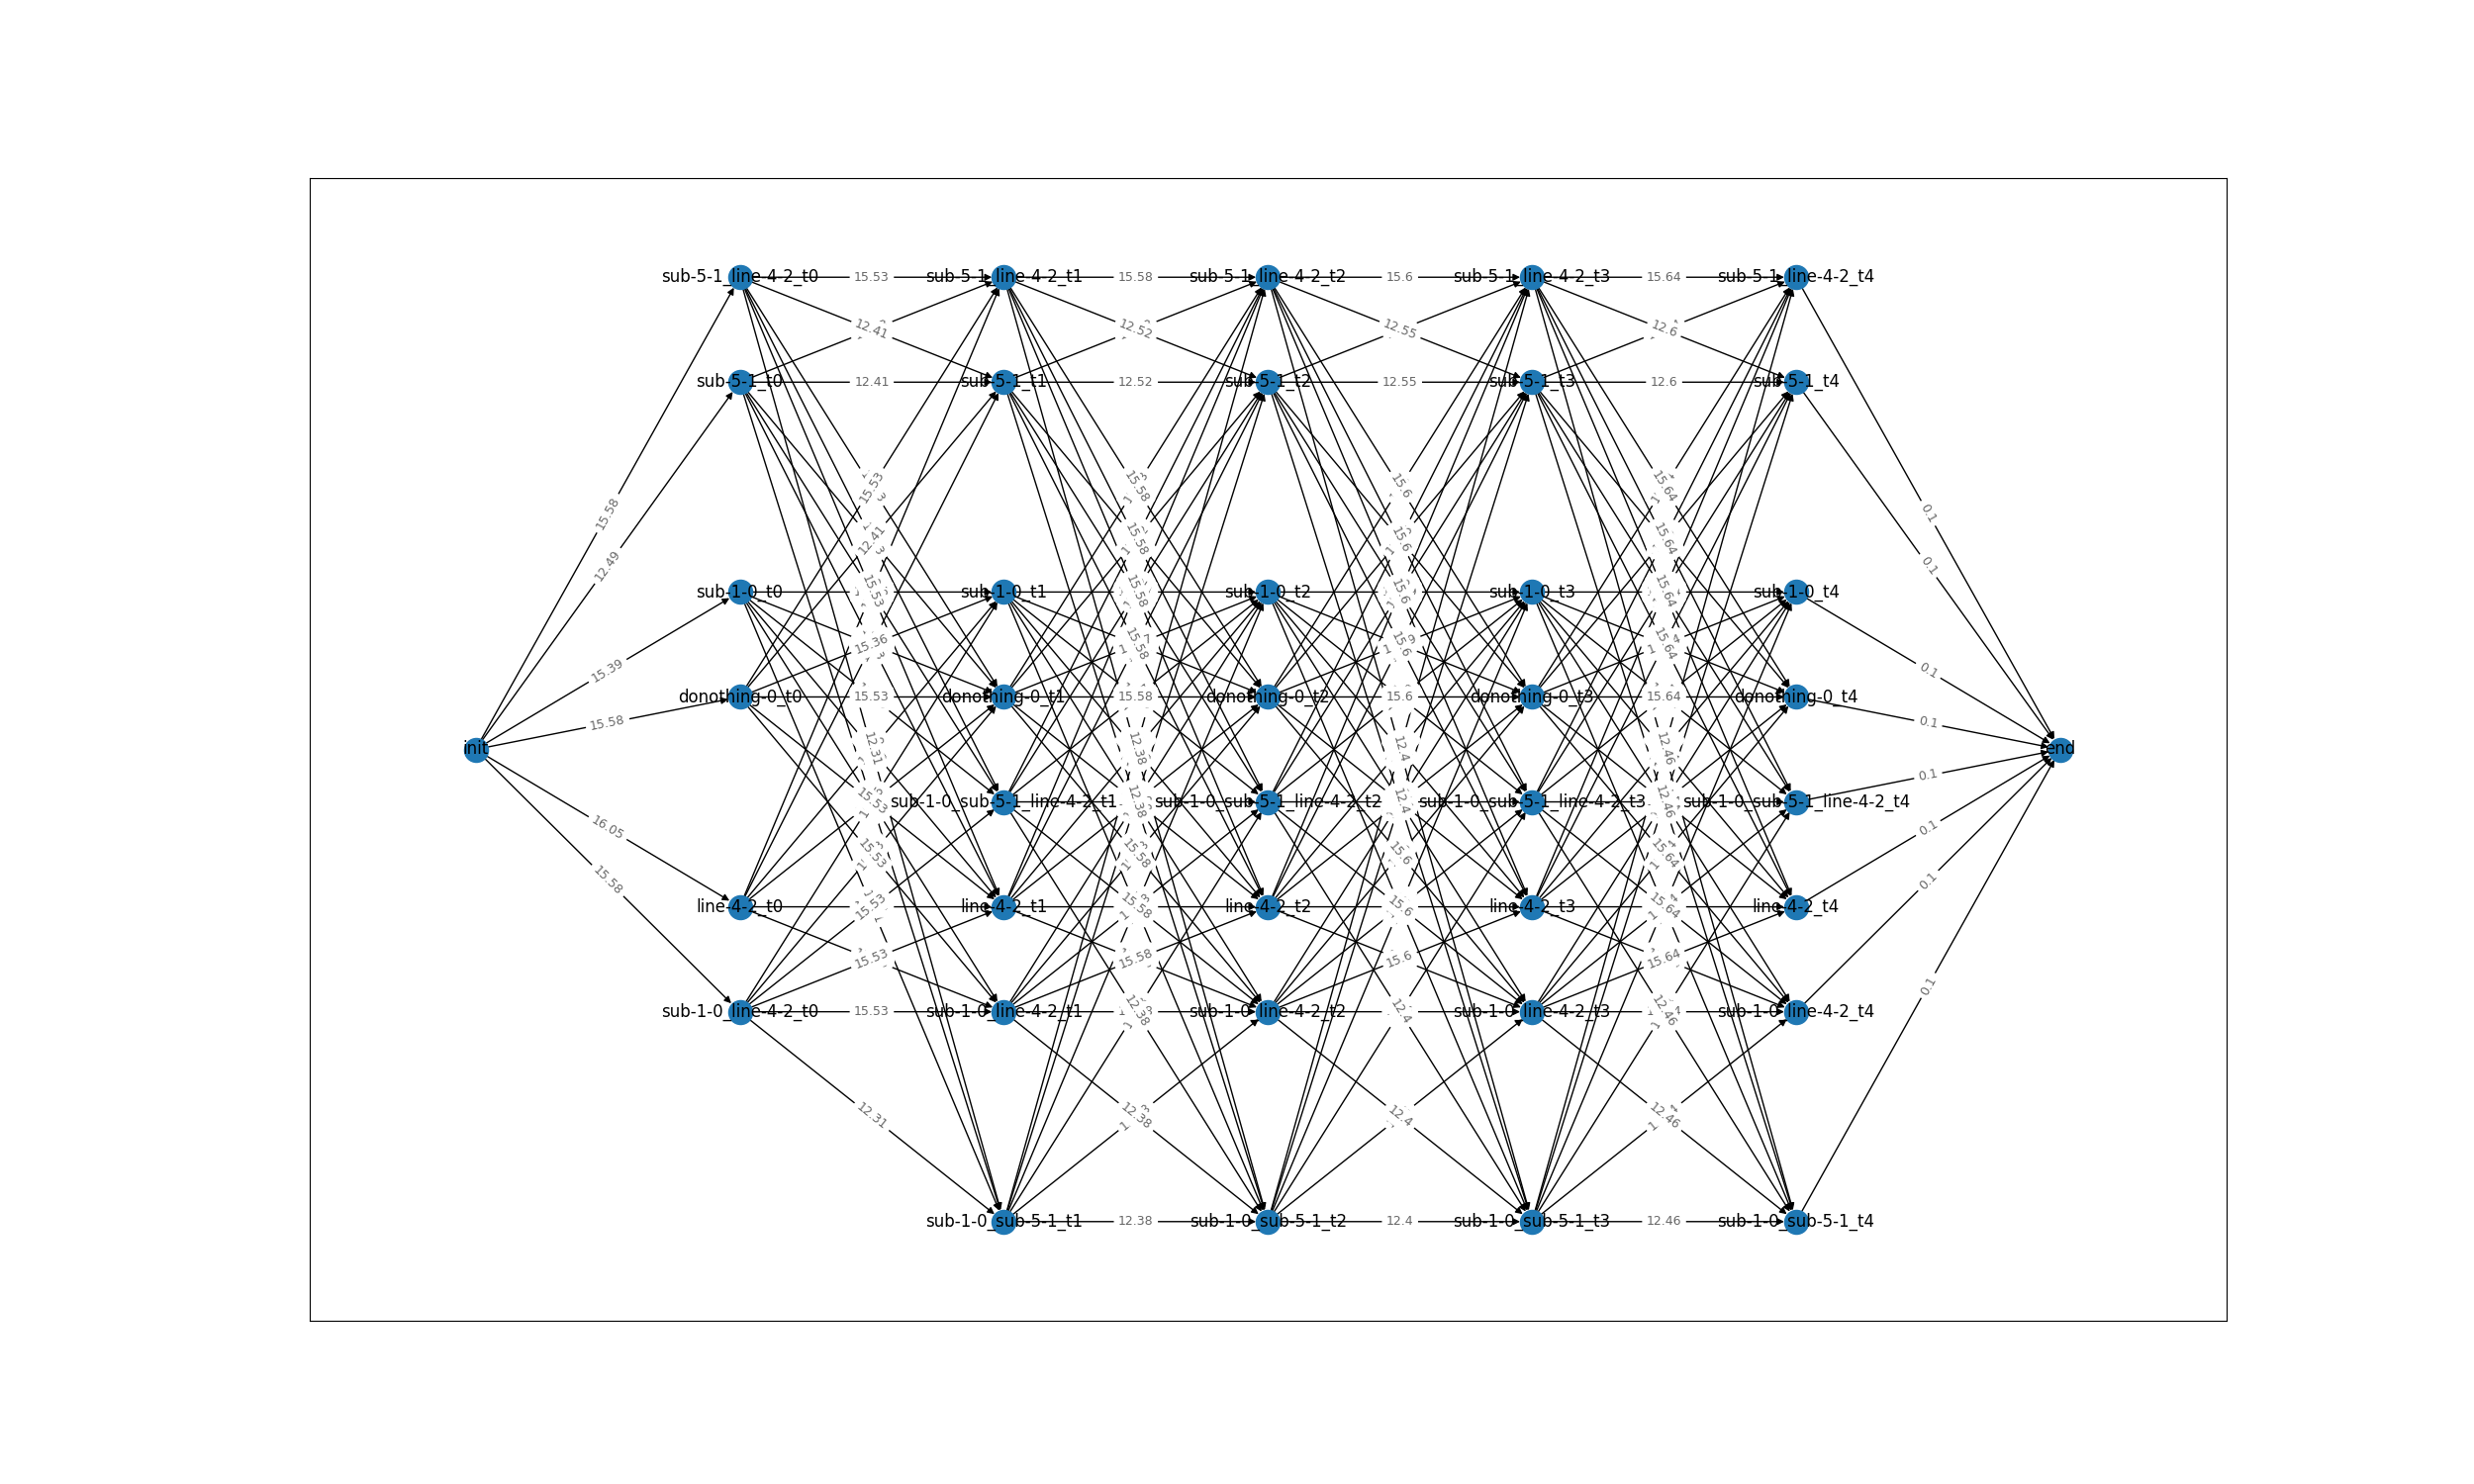 sub-5-1_line-4-2_t0 15.53 sub-5-1_line-4-2_t1 15.58 sub-5-1_line-4-2_t2 15.6 sub-5-1_line-4-2_t3 15.64 sub-5-1_line-4-2_t4
12.41 12.52 12.55 12.6
sub-5-1_t0 12.41 sub-5-1_t1 12.52 sub-5-1_t2 12.55 sub-5-1_t3 12.6 sub-5-1_t4
15.53 15.58 15.6 15.64
15.58 0.1
12.41 15.58 15.6 15.64
12.49 0.1
sub-1-0_t0 15.53 sub-1-0_t1 15.58 sub-1-0_t2 15.6 sub-1-0_t3 15.64 sub-1-0_t4
15.36 15.58 15.6 15.64
15.39 0.1
donothing-0_t0 15.53 donothing-0_t1 15.58 donothing-0_t2 15.6 donothing-0_t3 15.64 donothing-0_t4
15.58 0.1
init 12.31 12.38 12.4 12.46 end
0.1
15.53 sub-1-0_sub-5-1_line-4-2_t1 12.38 sub-1-0_sub-5-1_line-4-2_t2 12.4 sub-1-0_sub-5-1_line-4-2_t3 12.46 sub-1-0_sub-5-1_line-4-2_t4
16.05 0.1
15.53 15.58 15.6 15.64
15.58 0.1
line-4-2_t0 15.53 line-4-2_t1 15.58 line-4-2_t2 15.6 line-4-2_t3 15.64 line-4-2_t4
15.53 15.58 15.6 15.64
0.1
sub-1-0_line-4-2_t0 15.53 sub-1-0_line-4-2_t1 12.38 sub-1-0_line-4-2_t2 12.4 sub-1-0_line-4-2_t3 12.46 sub-1-0_line-4-2_t4
12.31 12.38 12.4 12.46
sub-1-0_sub-5-1_t1 12.38 sub-1-0_sub-5-1_t2 12.4 sub-1-0_sub-5-1_t3 12.46 sub-1-0_sub-5-1_t4